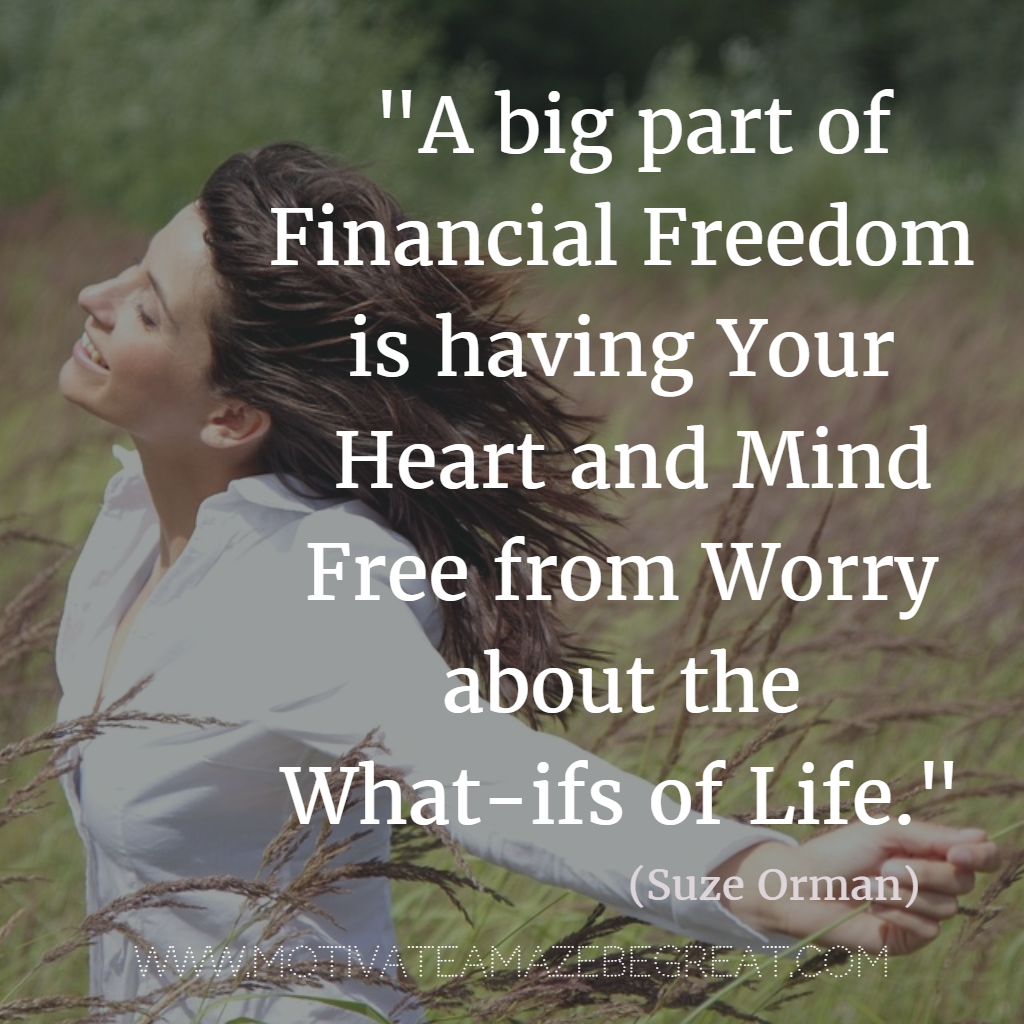 "A big part of
Financial Freedom
is having Your
Heart and Mind
Free from Worry
about the
What-ifs of Life."
(Suze Orman)
WWW.MOTIVATEAMAZEBEGREAT.COM